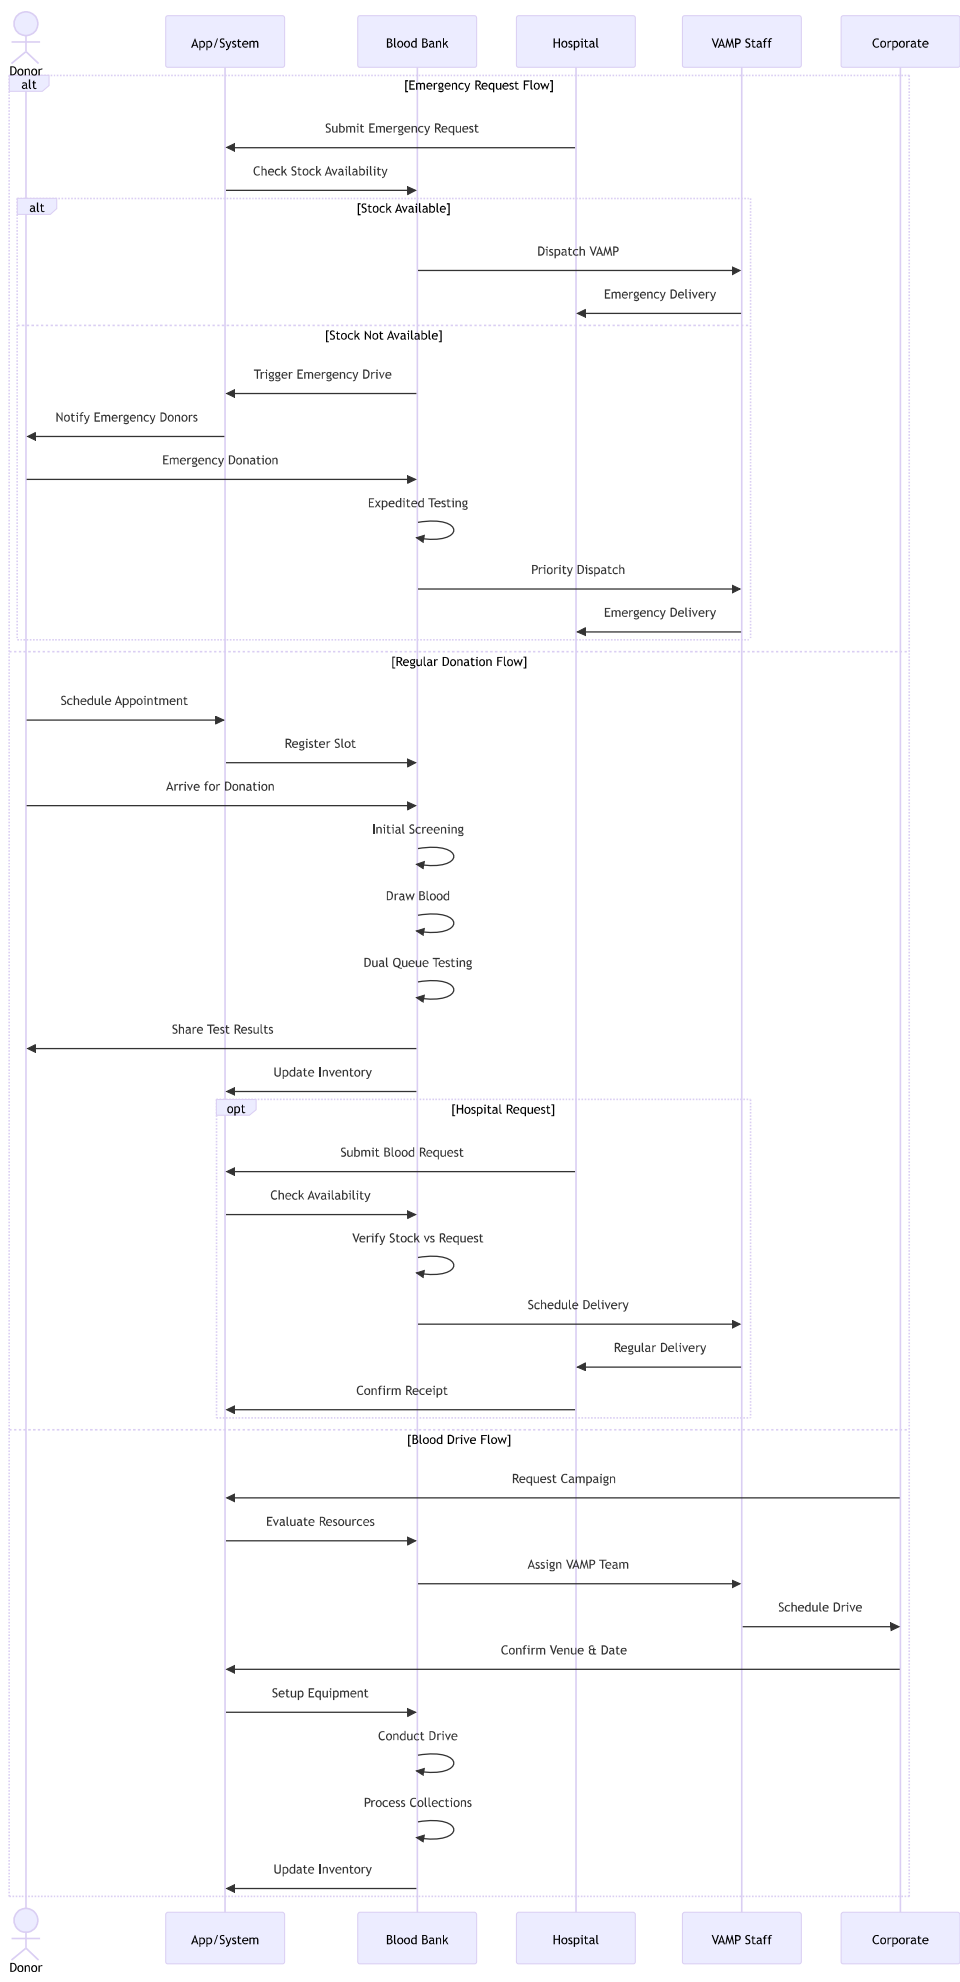 App/System
Blood Bank
Hospital
VAMP Staff
Corporate
Donor
alt
[Emergency Request Flow]
Submit Emergency Request
Check Stock Availability
alt
[Stock Available]
Dispatch VAMP
Emergency Delivery
[Stock Not Available]
Trigger Emergency Drive
Notify Emergency Donors
Emergency Donation
Expedited Testing
Priority Dispatch
Emergency Delivery
[Regular Donation Flow]
Schedule Appointment
Register Slot
Arrive for Donation
Initial Screening
Draw Blood
Dual Queue Testing
Share Test Results
Update Inventory
opt
[Hospital Request]
Submit Blood Request
Check Availability
Verify Stock vs Request
Schedule Delivery
Regular Delivery
Confirm Receipt
[Blood Drive Flow]
Request Campaign
Evaluate Resources
Assign VAMP Team
Schedule Drive
Confirm Venue & Date
Setup Equipment
Conduct Drive
Process Collections
Update Inventory
App/System
Blood Bank
Hospital
VAMP Staff
Corporate
Donor